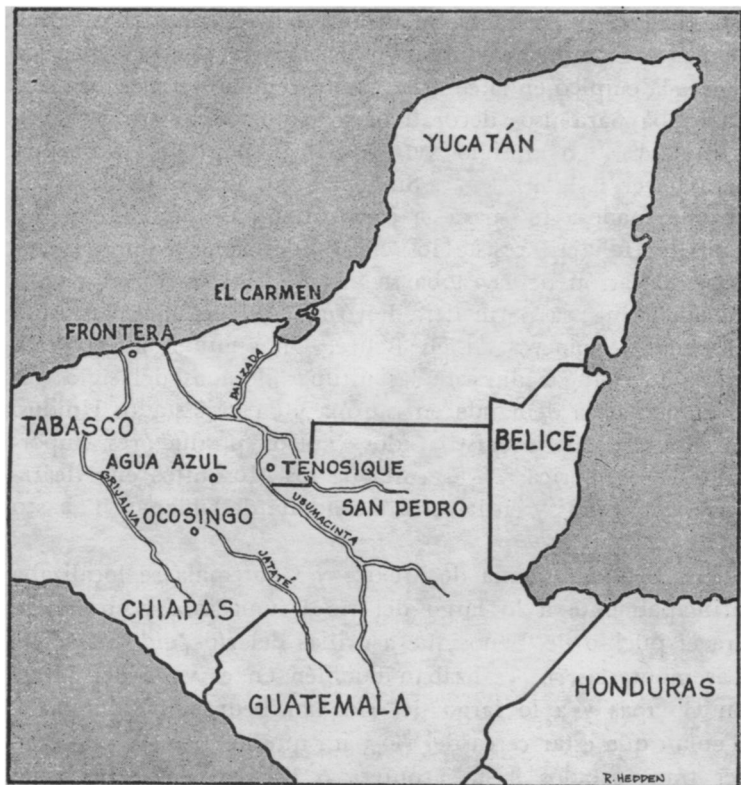 YUCATÁN
EL CARMEN
FRONTERA
PALIZADA
TABASCO
BELICE
AGUA AZUL
TENOSIQUE
GRIJALVA
SAN PEDRO
USUMACINTA
OCOSINGO
JATATÉ
CHIAPAS
GUATEMALA
HONDURAS
R. HEDDEN